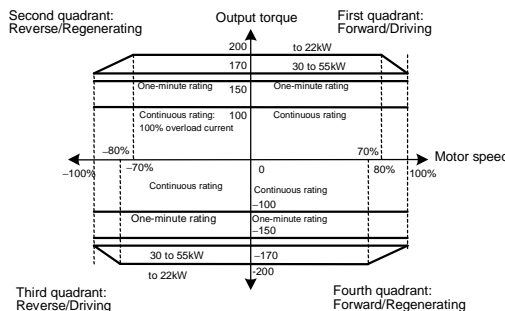 Second quadrant:
Reverse/Regenerating
Output torque
First quadrant:
Forward/Driving
200
to 22kW
170
30 to 55kW
One-minute rating
150
One-minute rating
Continuous rating:
100% overload current
100
Continuous rating
–80%
70%
Motor speed
–100%
–70%
0
80%
100%
Continuous rating
Continuous rating
–100
One-minute rating
One-minute rating
–150
30 to 55kW
–170
to 22kW
-200
Third quadrant:
Reverse/Driving
Fourth quadrant:
Forward/Regenerating